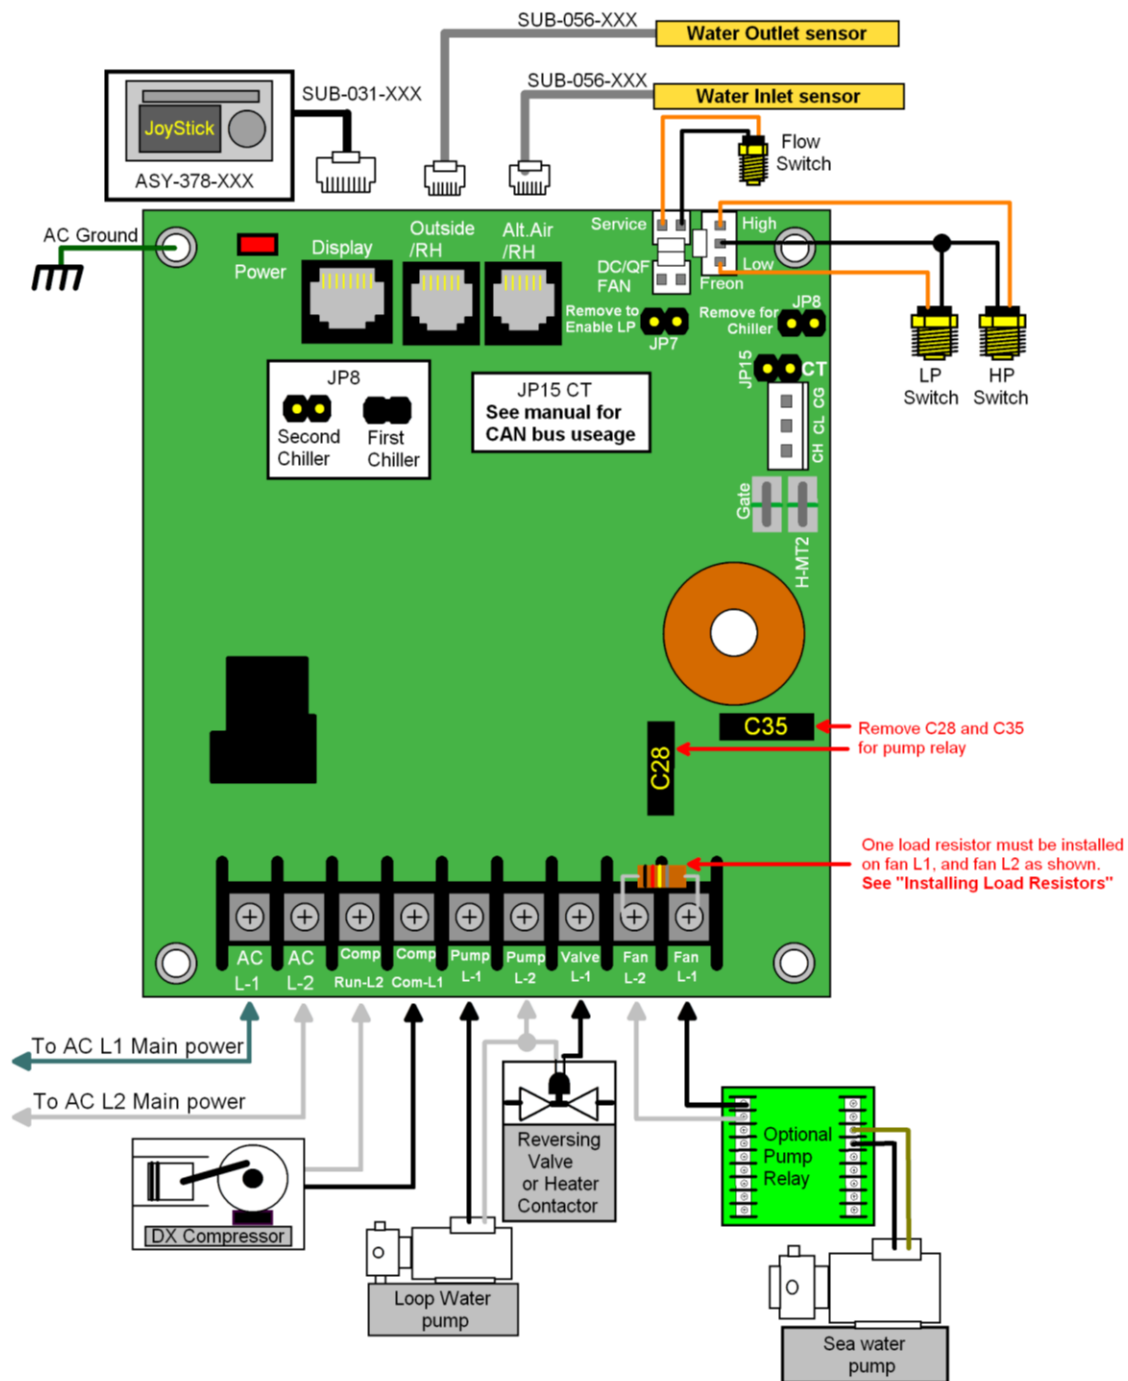 SUB-056-XXX
Water Outlet sensor
SUB-056-XXX
Water Inlet sensor
SUB-031-XXX
JoyStick
ASY-378-XXX
Flow
Switch
AC Ground
Power
Display
Outside
/RH
Alt.Air
/RH
Service
High
Low
DC/QF
FAN
Freon
Remove to
Enable LP
JP7
Remove for
Chiller
JP8
LP
Switch
HP
Switch
JP15
CT
CG
CL
CH
JP8
Second
Chiller
First
Chiller
JP15 CT
See manual for
CAN bus useage
Gate
H-MT2
C35
C28
Remove C28 and C35
for pump relay
One load resistor must be installed
on fan L1, and fan L2 as shown.
See "Installing Load Resistors"
AC
L-1
AC
L-2
Comp
Run-L2
Comp
Com-L1
Pump
L-1
Pump
L-2
Valve
L-1
Fan
L-2
Fan
L-1
To AC L1 Main power
To AC L2 Main power
DX Compressor
Reversing
Valve
or Heater
Contactor
Optional
Pump
Relay
Loop Water
pump
Sea water
pump